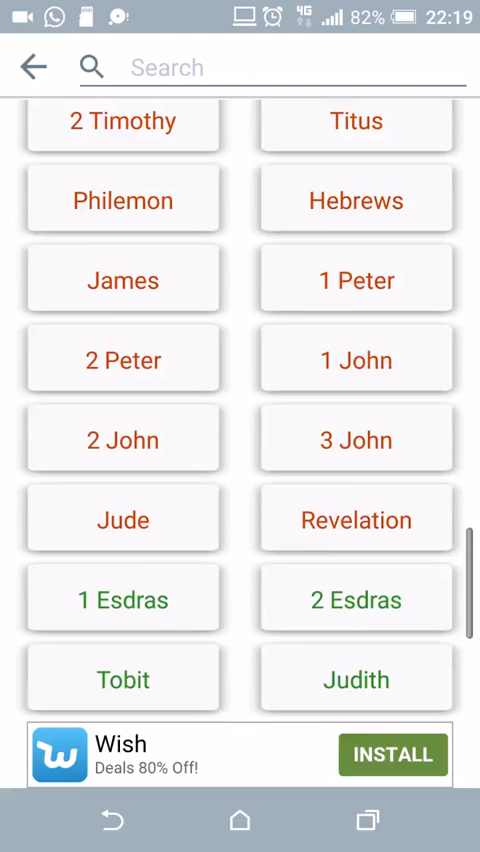 4G 82% 22:19
Search
2 Timothy Titus
Philemon Hebrews
James 1 Peter
2 Peter 1 John
2 John 3 John
Jude Revelation
1 Esdras 2 Esdras
Tobit Judith
Wish
Deals 80% Off!
INSTALL